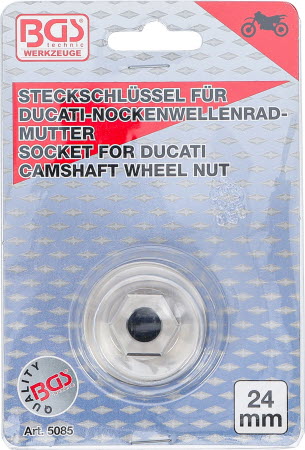 BGS
technic
WERKZEUGE
STECKSCHLÜSSEL FÜR
DUCATI-NOCKENWELLENRAD-
MUTTER
SOCKET FOR DUCATI
CAMSHAFT WHEEL NUT
QUALITY
BGS
24
mm
Art. 5085